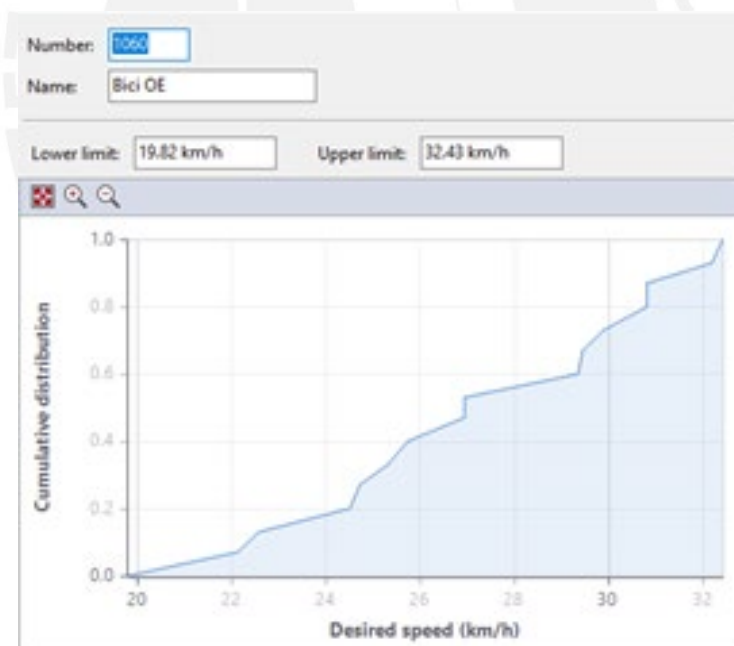 Number: 1060
Name: Bici OE
Lower limit: 19.82 km/h Upper limit: 32.43 km/h
1.0
0.8
0.6
0.4
0.2
0.0
Cumulative distribution
20 22 24 26 28 30 32
Desired speed (km/h)